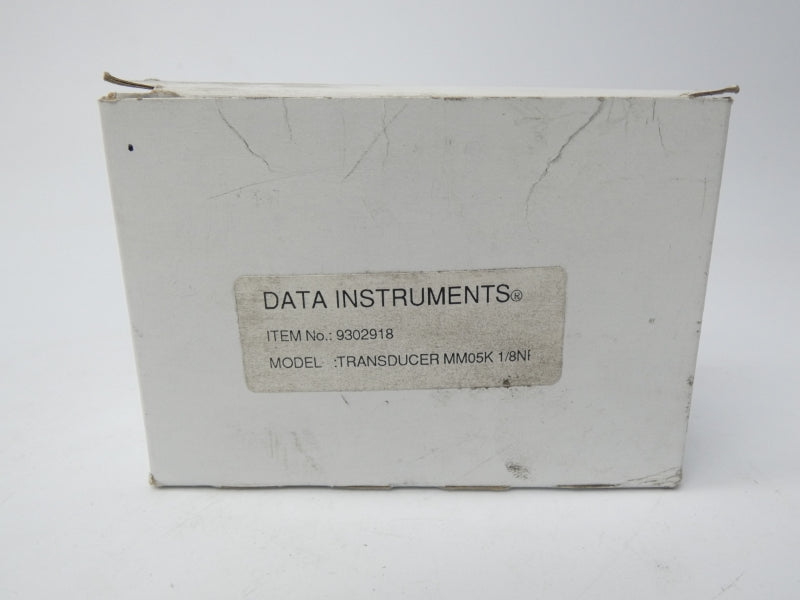 DATA INSTRUMENTS®
ITEM No.: 9302918
MODEL :TRANSDUCER MM05K 1/8N